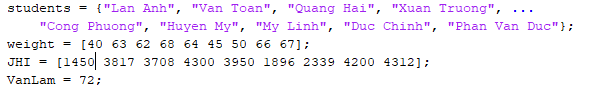 students = {"Lan Anh", "Van Toan", "Quang Hai", "Xuan Truong", ...
"Cong Phuong", "Huyen My", "My Linh", "Duc Chinh", "Phan Van Duc"};
weight = [40 63 62 68 64 45 50 66 67];
JHI = [1450 3817 3708 4300 3950 1896 2339 4200 4312];
VanLam = 72;